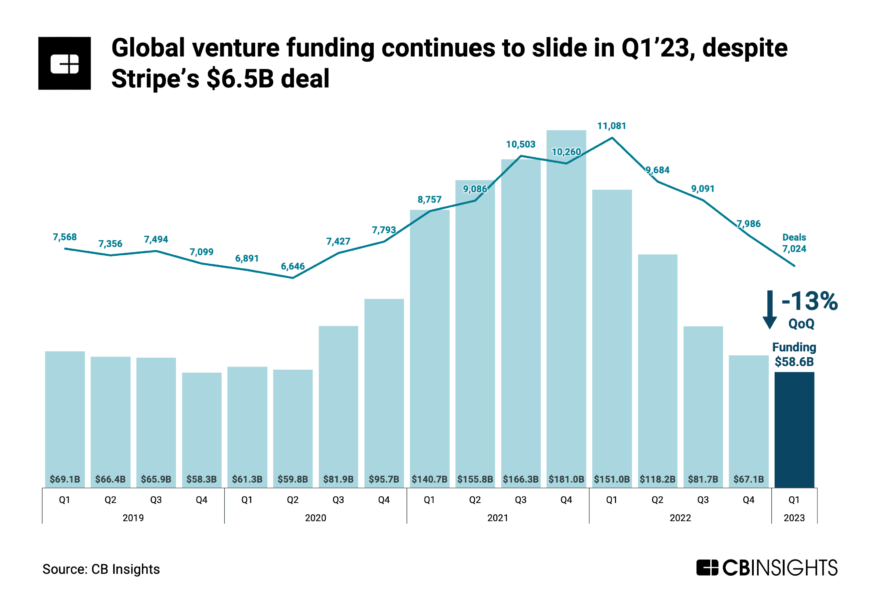 Global venture funding continues to slide in Q1’23, despite
Stripe’s $6.5B deal
7,568
7,356
7,494
7,099
6,891
6,646
7,427
7,793
8,757
9,086
10,503
10,260
11,081
9,684
9,091
7,986
Deals
7,024
-13%
QoQ
Funding
$58.6B
$69.1B $66.4B $65.9B $58.3B $61.3B $59.8B $81.9B $95.7B $140.7B $155.8B $166.3B $181.0B $151.0B $118.2B $81.7B $67.1B
Q1 Q2 Q3 Q4 Q1 Q2 Q3 Q4 Q1 Q2 Q3 Q4 Q1 Q2 Q3 Q4 Q1
2019 2020 2021 2022 2023
Source: CB Insights
CBINSIGHTS